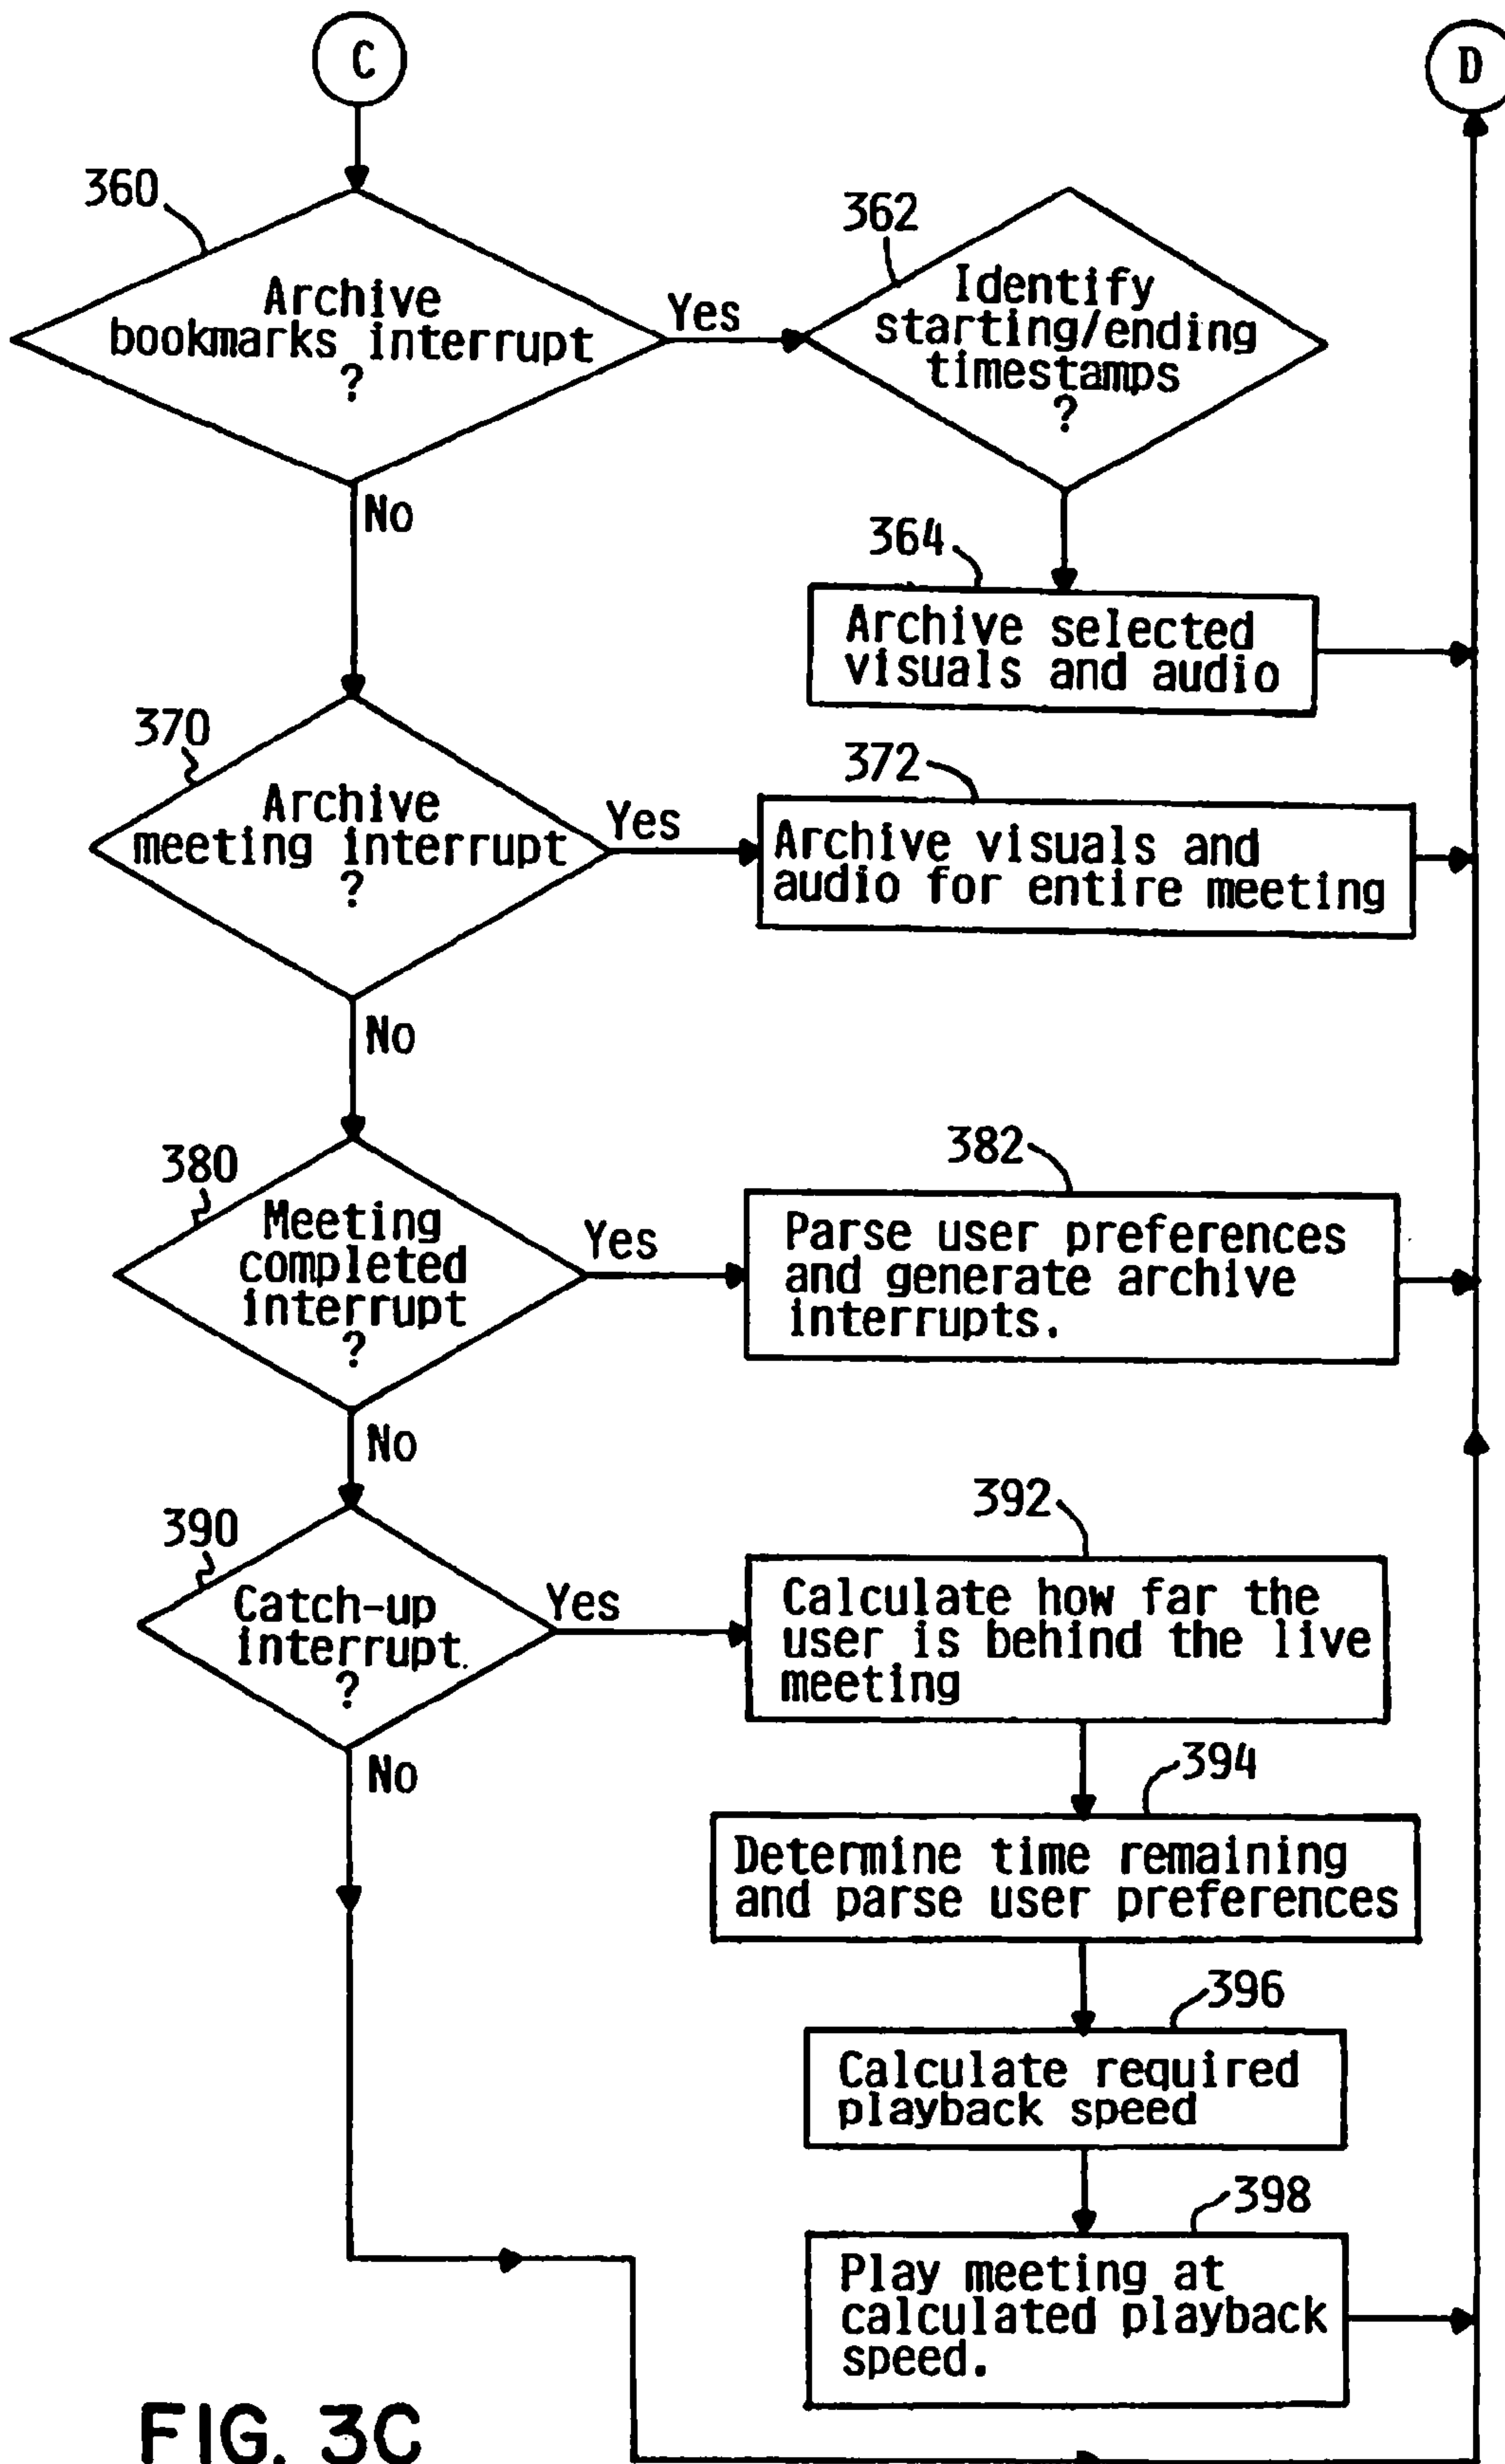 C
D
360
Archive
bookmarks interrupt
?
Yes
362
Identify
starting/ending
timestamps
?
No
364
Archive selected
visuals and audio
370
Archive
meeting interrupt
?
Yes
372
Archive visuals and
audio for entire meeting
No
380
Meeting
completed
interrupt
?
Yes
382
Parse user preferences
and generate archive
interrupts.
No
390
Catch-up
interrupt
?
Yes
392
Calculate how far the
user is behind the live
meeting
No
394
Determine time remaining
and parse user preferences
396
Calculate required
playback speed
398
Play meeting at
calculated playback
speed.
FIG. 3C